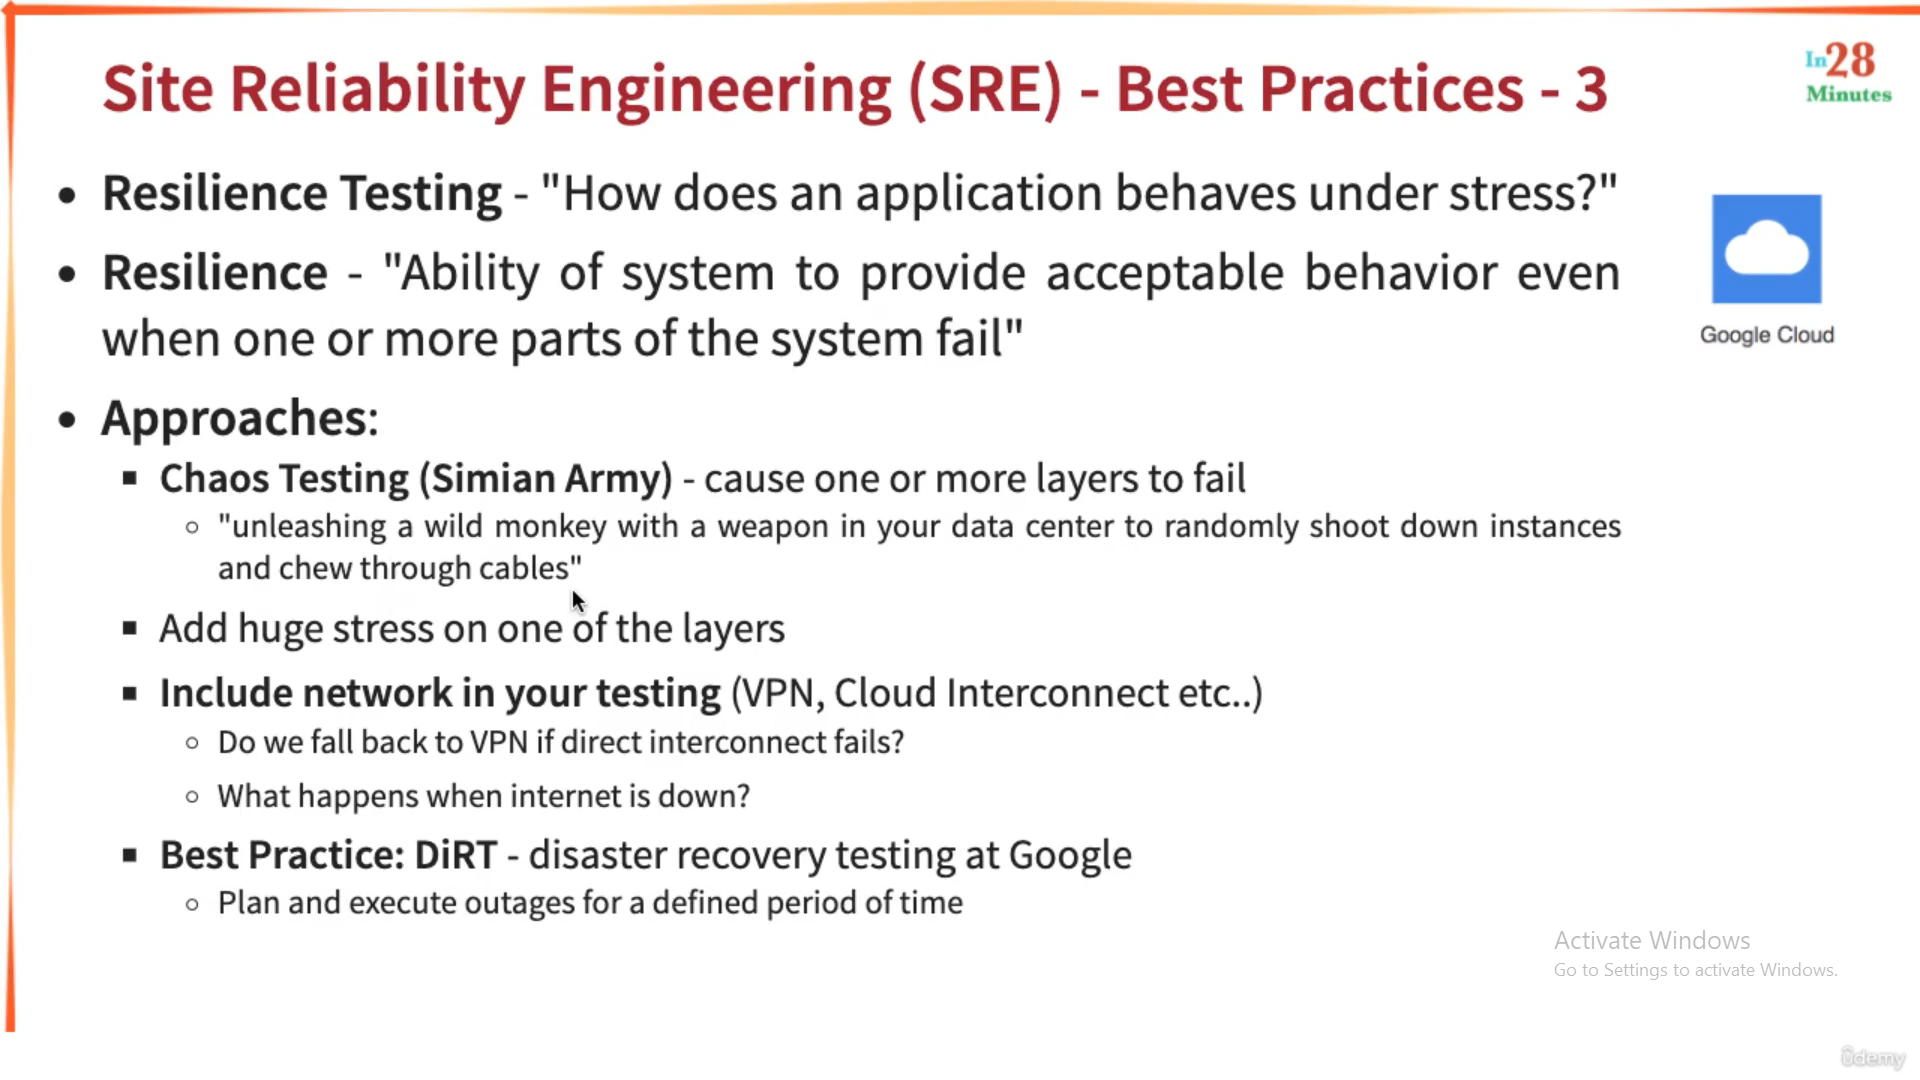 Site Reliability Engineering (SRE) - Best Practices - 3
In28
Minutes
• Resilience Testing - "How does an application behaves under stress?"
• Resilience - "Ability of system to provide acceptable behavior even
when one or more parts of the system fail"
Google Cloud
• Approaches:
▪ Chaos Testing (Simian Army) - cause one or more layers to fail
○ "unleashing a wild monkey with a weapon in your data center to randomly shoot down instances
and chew through cables"
▪ Add huge stress on one of the layers
▪ Include network in your testing (VPN, Cloud Interconnect etc..)
○ Do we fall back to VPN if direct interconnect fails?
○ What happens when internet is down?
▪ Best Practice: DiRT - disaster recovery testing at Google
○ Plan and execute outages for a defined period of time
Activate Windows
Go to Settings to activate Windows.
ûdemy